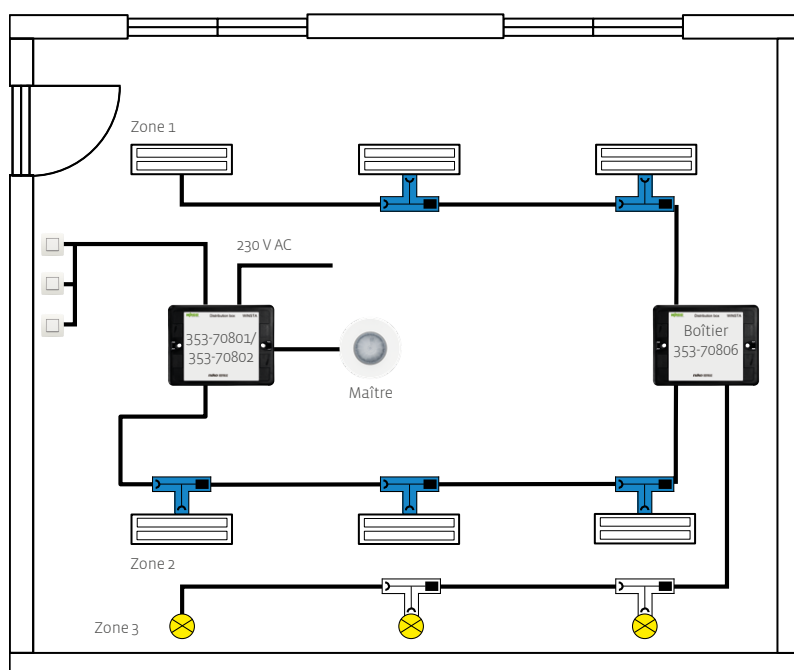 Zone 1
230 V AC
353-70801/
353-70802
Maître
Boîtier
353-70806
Zone 2
Zone 3